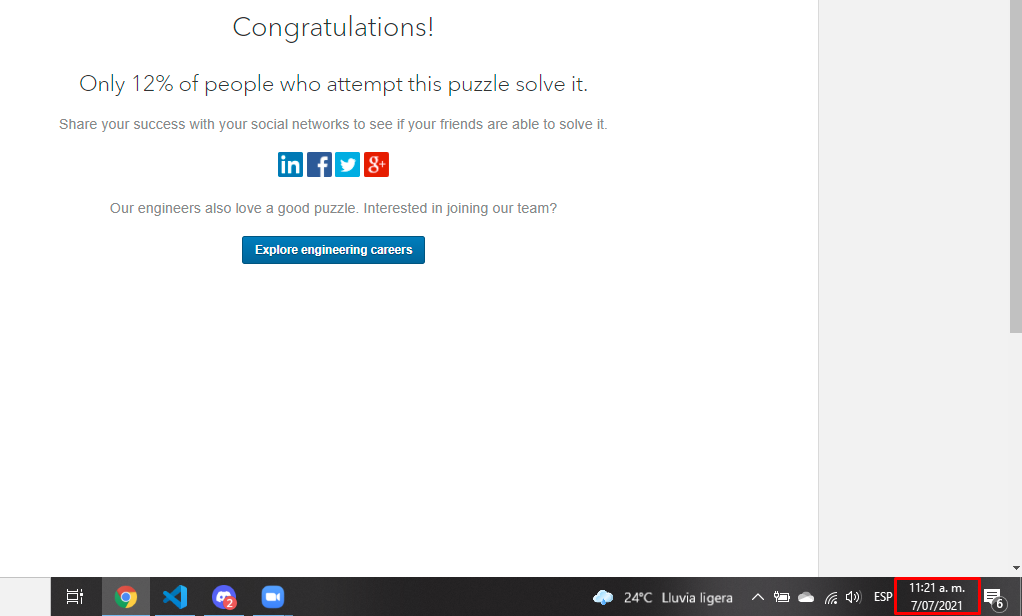 Congratulations!
Only 12% of people who attempt this puzzle solve it.
Share your success with your social networks to see if your friends are able to solve it.
in f g+
Our engineers also love a good puzzle. Interested in joining our team?
Explore engineering careers
2
24°C Lluvia ligera
ESP
11:21 a. m.
7/07/2021
6